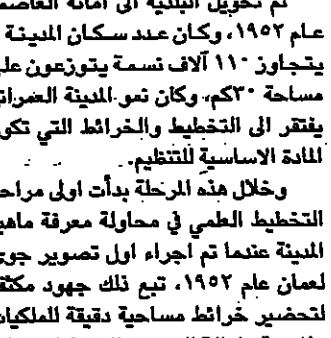 تم تحويل البلدية الى امانة العاصمة
عام ١٩٥٢، وكان عدد سكان المدينة
يتجاوز ١١٠ آلاف نسمة يتوزعون على
مساحة ٣٠كم، وكان نمو المدينة العمراني
يفتقر الى التخطيط والخرائط التي تكون
المادة الاساسية للتنظيم.
وخلال هذه المرحلة بدأت اولى مراحل
التخطيط العلمي في محاولة معرفة ماهية
المدينة عندما تم اجراء اول تصوير جوي
لعمان عام ١٩٥٢، تبع ذلك جهود مكثفة
لتحضير خرائط مساحية دقيقة للملكيات